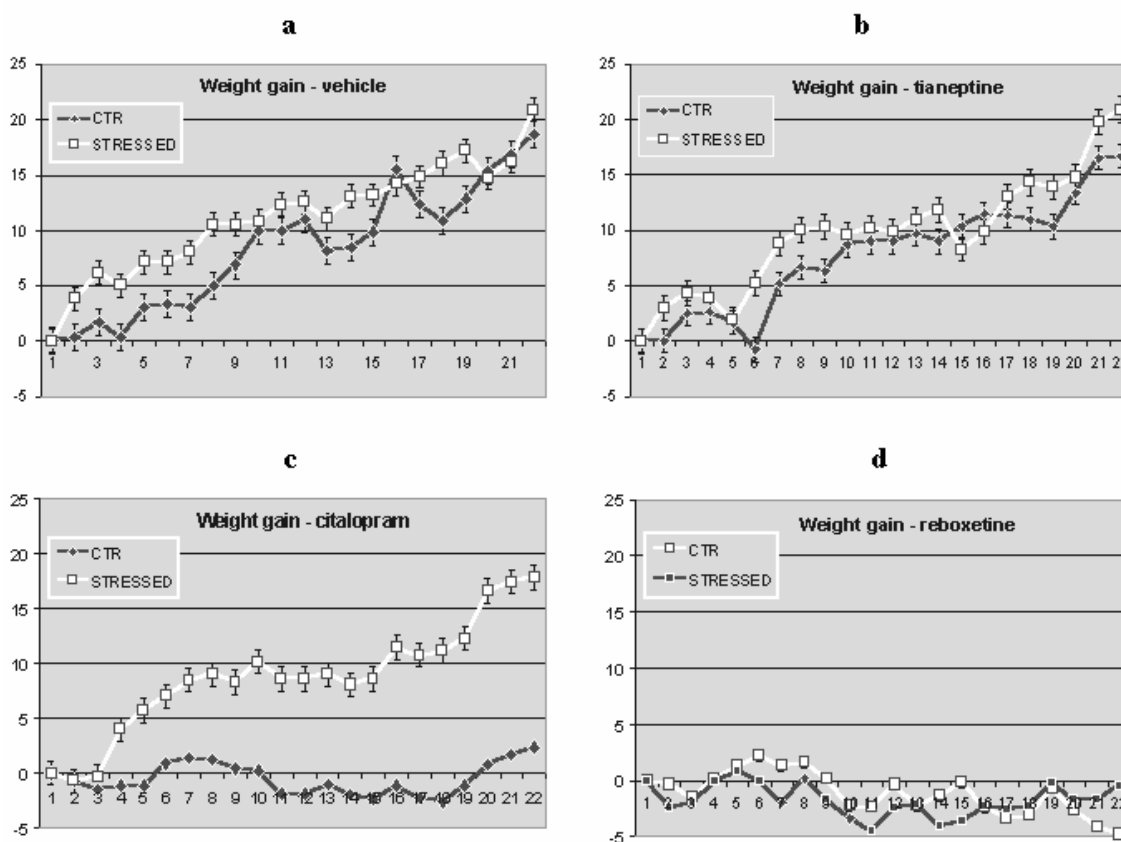 a
Weight gain - vehicle
CTR
STRESSED
25
20
15
10
5
0
-5
1 3 5 7 9 11 13 15 17 19 21
b
Weight gain - tianeptine
CTR
STRESSED
25
20
15
10
5
0
-5
1 2 3 4 5 6 7 8 9 10 11 12 13 14 15 16 17 18 19 20 21
c
Weight gain - citalopram
CTR
STRESSED
25
20
15
10
5
0
-5
1 2 3 4 5 6 7 8 9 10 11 12 13 14 15 16 17 18 19 20 21 22
d
Weight gain - reboxetine
CTR
STRESSED
25
20
15
10
5
0
-5
1 2 3 4 5 6 7 8 9 10 11 12 13 14 15 16 17 18 19 20 21